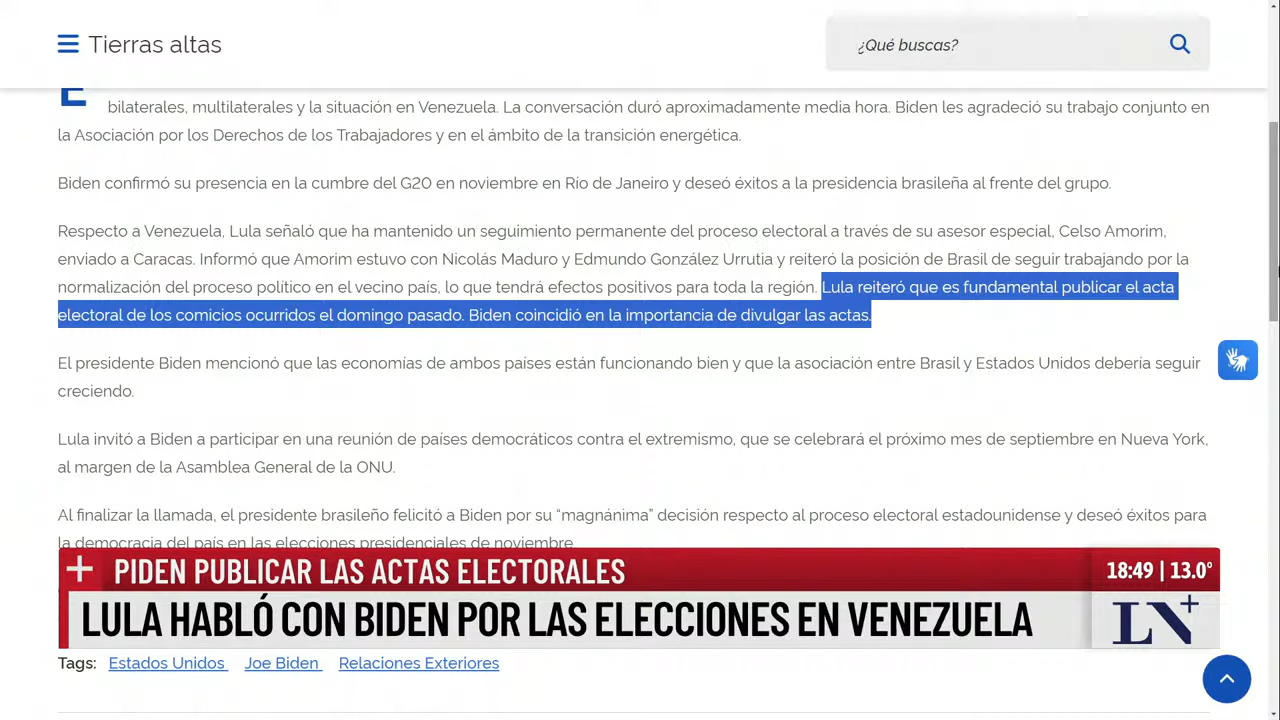 Tierras altas
¿Qué buscas?
E
bilaterales, multilaterales y la situación en Venezuela. La conversación duró aproximadamente media hora. Biden les agradeció su trabajo conjunto en
la Asociación por los Derechos de los Trabajadores y en el ámbito de la transición energética.
Biden confirmó su presencia en la cumbre del G20 en noviembre en Río de Janeiro y deseó éxitos a la presidencia brasileña al frente del grupo.
Respecto a Venezuela, Lula señaló que ha mantenido un seguimiento permanente del proceso electoral a través de su asesor especial, Celso Amorim,
enviado a Caracas. Informó que Amorim estuvo con Nicolás Maduro y Edmundo González Urrutia y reiteró la posición de Brasil de seguir trabajando por la
normalización del proceso político en el vecino país, lo que tendrá efectos positivos para toda la región. Lula reiteró que es fundamental publicar el acta
electoral de los comicios ocurridos el domingo pasado. Biden coincidió en la importancia de divulgar las actas.
El presidente Biden mencionó que las economías de ambos países están funcionando bien y que la asociación entre Brasil y Estados Unidos debería seguir
creciendo.
Lula invitó a Biden a participar en una reunión de países democráticos contra el extremismo, que se celebrará el próximo mes de septiembre en Nueva York,
al margen de la Asamblea General de la ONU.
Al finalizar la llamada, el presidente brasileño felicitó a Biden por su “magnánima” decisión respecto al proceso electoral estadounidense y deseó éxitos para
la democracia del país en las elecciones presidenciales de noviembre.
PIDEN PUBLICAR LAS ACTAS ELECTORALES
18:49 | 13.0°
LULA HABLÓ CON BIDEN POR LAS ELECCIONES EN VENEZUELA
LN+
Tags: Estados Unidos Joe Biden Relaciones Exteriores